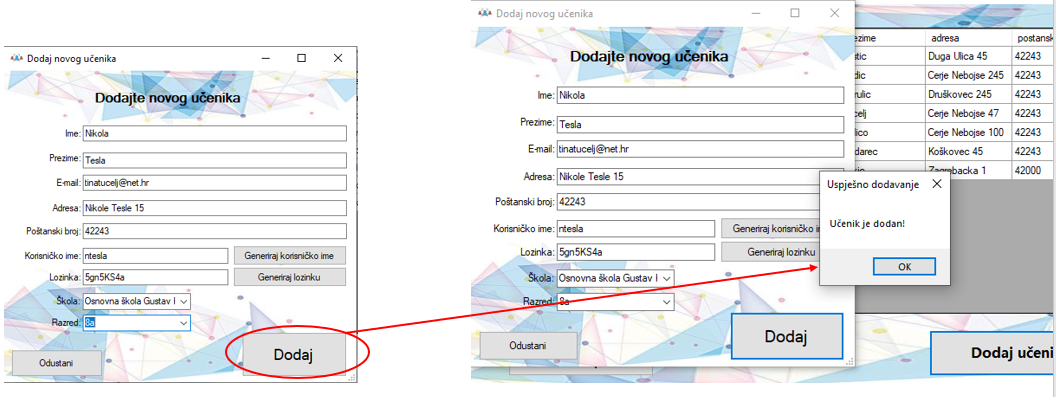 Dodaj novog učenika
Dodajte novog učenika
Ime: Nikola
Prezime: Tesla
E-mail: tinatucelj@net.hr
Adresa: Nikole Tesle 15
Poštanski broj: 42243
Korisničko ime: ntesla Generiraj korisničko ime
Lozinka: 5gn5KS4a Generiraj lozinku
Škola: Osnovna škola Gustav
Razred: 8a
Odustani Dodaj
Dodaj novog učenika
Dodajte novog učenika
Ime: Nikola
Prezime: Tesla
E-mail: tinatucelj@net.hr
Adresa: Nikole Tesle 15
Poštanski broj: 42243
Korisničko ime: ntesla Generiraj korisničko
Lozinka: 5gn5KS4a Generiraj lozinku
Škola: Osnovna škola Gustav
Razred: 8a
Odustani Dodaj
ezime adresa postansk
stic Duga Ulica 45 42243
dic Cerje Nebojse 245 42243
rulic Druškovec 245 42243
celj Cerje Nebojse 47 42243
lico Cerje Nebojse 100 42243
darec Koškovec 45 42243
Zagrebacka 1 42000
Uspješno dodavanje
Učenik je dodan!
OK
Dodaj učeni